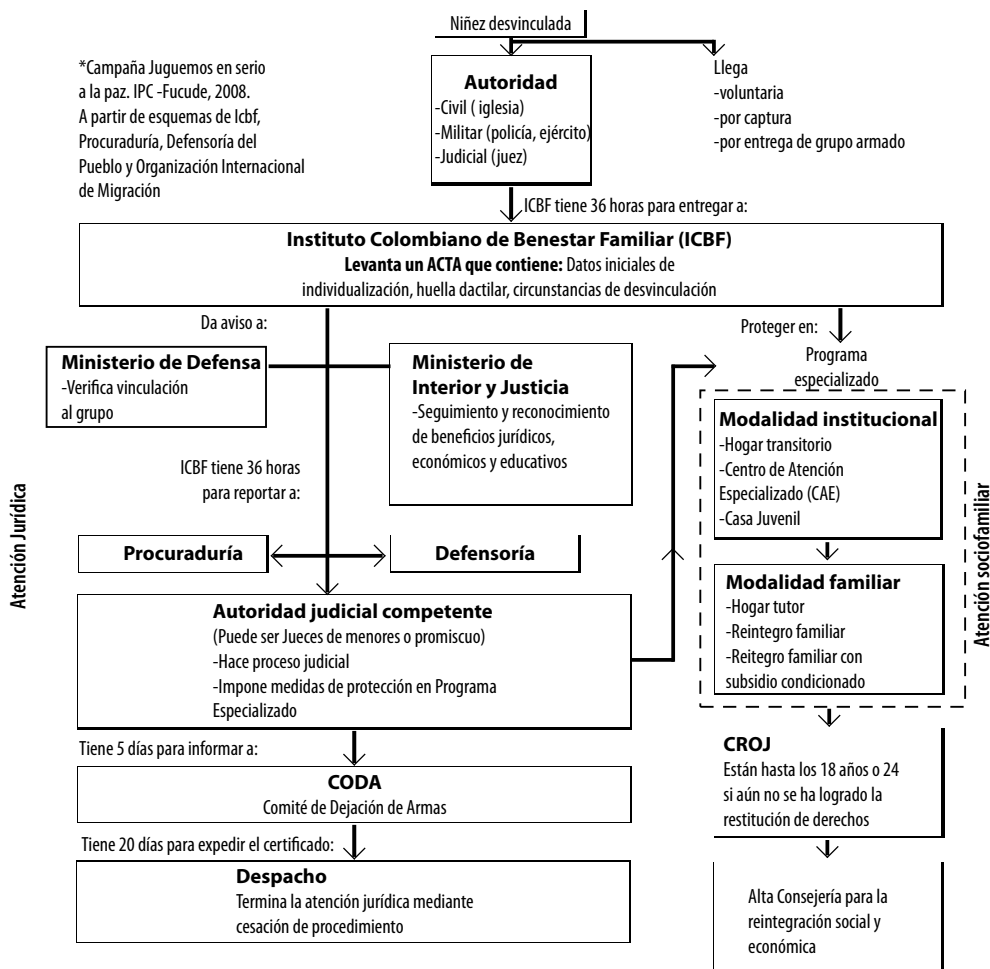 Niñez desvinculada
*Campaña Juguemos en serio
a la paz. IPC -Fucude, 2008.
A partir de esquemas de Icbf,
Procuraduría, Defensoría del
Pueblo y Organización Internacional
de Migración
Autoridad
-Civil ( iglesia)
-Militar (policía, ejército)
-Judicial (juez)
Llega
-voluntaria
-por captura
-por entrega de grupo armado
ICBF tiene 36 horas para entregar a:
Instituto Colombiano de Benestar Familiar (ICBF)
Levanta un ACTA que contiene: Datos iniciales de
individualización, huella dactilar, circunstancias de desvinculación
Da aviso a:
Proteger en:
Ministerio de Defensa
-Verifica vinculación
al grupo
Ministerio de
Interior y Justicia
-Seguimiento y reconocimiento
de beneficios jurídicos,
económicos y educativos
Programa
especializado
Modalidad institucional
-Hogar transitorio
-Centro de Atención
Especializado (CAE)
-Casa Juvenil
ICBF tiene 36 horas
para reportar a:
Atención Jurídica
Procuraduría
Defensoría
Modalidad familiar
-Hogar tutor
-Reintegro familiar
-Reitegro familiar con
subsidio condicionado
Atención sociofamiliar
Autoridad judicial competente
(Puede ser Jueces de menores o promiscuo)
-Hace proceso judicial
-Impone medidas de protección en Programa
Especializado
Tiene 5 días para informar a:
CODA
Comité de Dejación de Armas
CROJ
Están hasta los 18 años o 24
si aún no se ha logrado la
restitución de derechos
Tiene 20 días para expedir el certificado:
Despacho
Termina la atención jurídica mediante
cesación de procedimiento
Alta Consejería para la
reintegración social y
económica